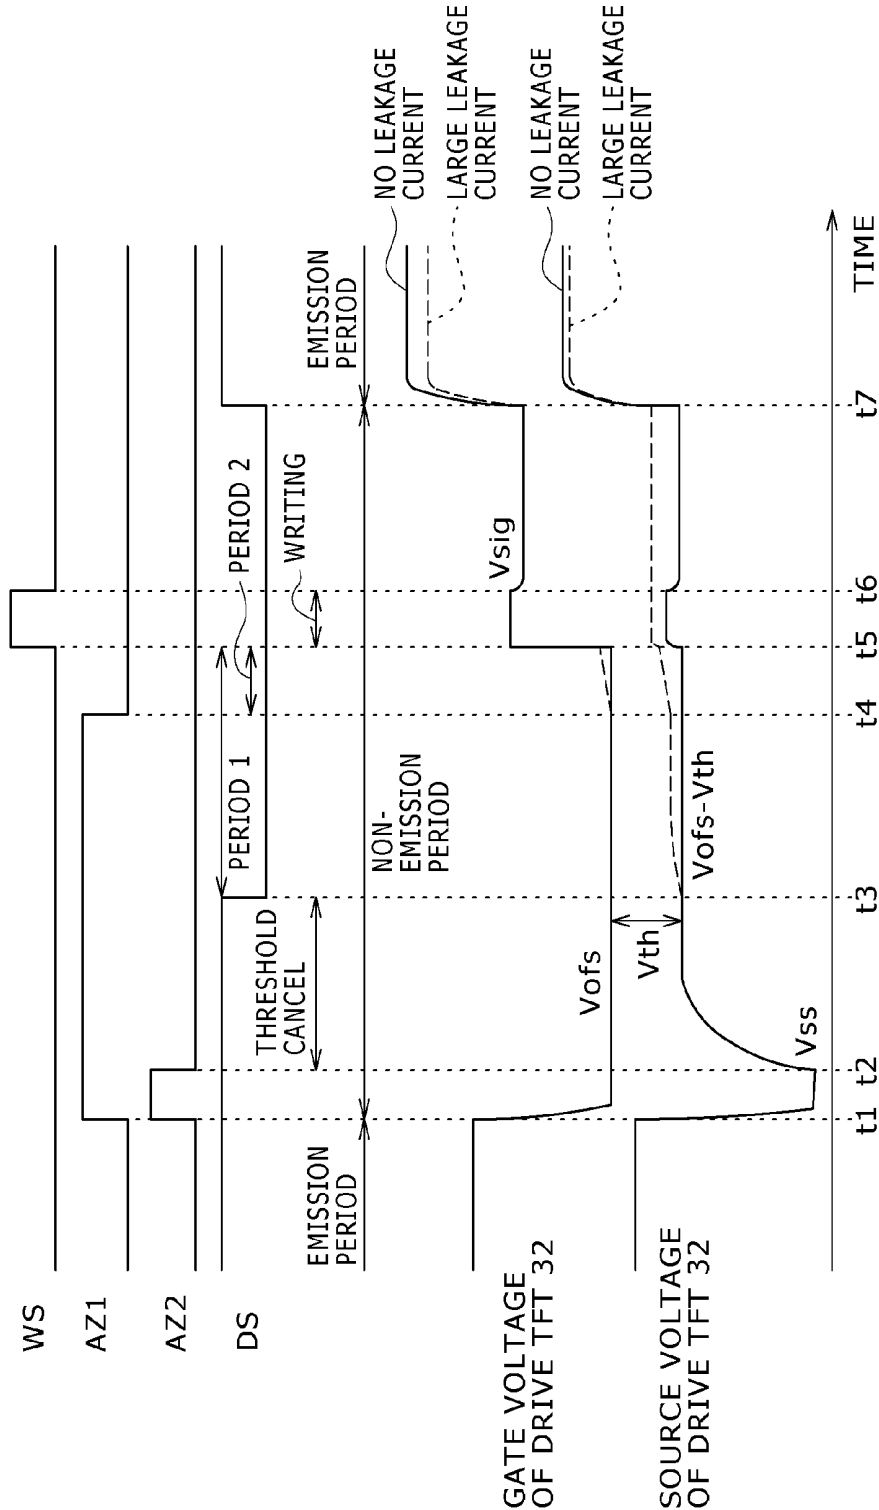 WS
AZ1
AZ2
DS
PERIOD 1
PERIOD 2
THRESHOLD
CANCEL
WRITING
EMISSION
PERIOD
NON-
EMISSION
PERIOD
EMISSION
PERIOD
NO LEAKAGE
CURRENT
LARGE LEAKAGE
CURRENT
GATE VOLTAGE
OF DRIVE TFT 32
Vofs
Vsig
Vth
NO LEAKAGE
CURRENT
LARGE LEAKAGE
CURRENT
SOURCE VOLTAGE
OF DRIVE TFT 32
Vss
Vofs-Vth
t1 t2 t3 t4 t5 t6 t7 TIME